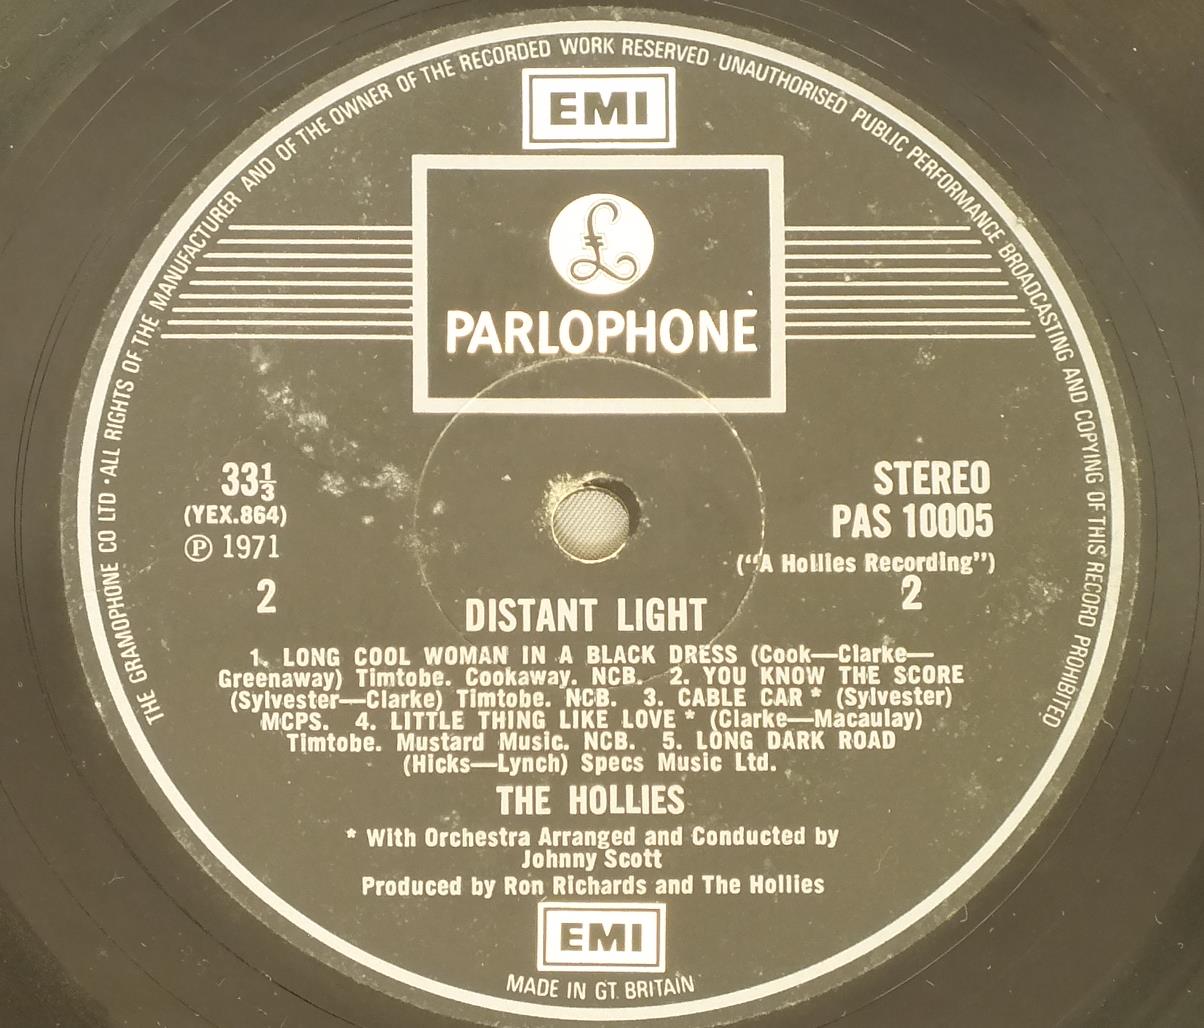 THE GRAMOPHONE CO LTD · ALL RIGHTS OF THE MANUFACTURER AND OF THE OWNER OF THE RECORDED WORK RESERVED · UNAUTHORISED PUBLIC PERFORMANCE BROADCASTING AND COPYING OF THIS RECORD PROHIBITED
EMI
£
PARLOPHONE
33⅓
(YEX.864)
Ⓟ 1971
2
STEREO
PAS 10005
("A Hollies Recording")
2
DISTANT LIGHT
1. LONG COOL WOMAN IN A BLACK DRESS (Cook—Clarke—
Greenaway) Timtobe. Cookaway. NCB. 2. YOU KNOW THE SCORE
(Sylvester—Clarke) Timtobe. NCB. 3. CABLE CAR * (Sylvester)
MCPS. 4. LITTLE THING LIKE LOVE * (Clarke—Macaulay)
Timtobe. Mustard Music. NCB. 5. LONG DARK ROAD
(Hicks—Lynch) Specs Music Ltd.
THE HOLLIES
* With Orchestra Arranged and Conducted by
Johnny Scott
Produced by Ron Richards and The Hollies
EMI
MADE IN GT. BRITAIN